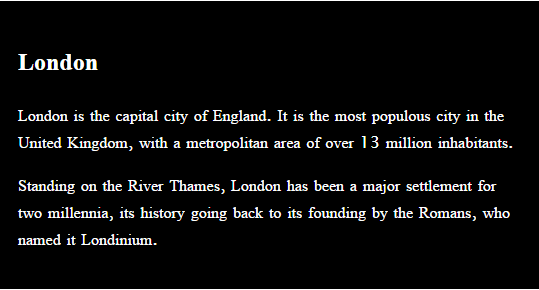 London
London is the capital city of England. It is the most populous city in the
United Kingdom, with a metropolitan area of over 13 million inhabitants.
Standing on the River Thames, London has been a major settlement for
two millennia, its history going back to its founding by the Romans, who
named it Londinium.